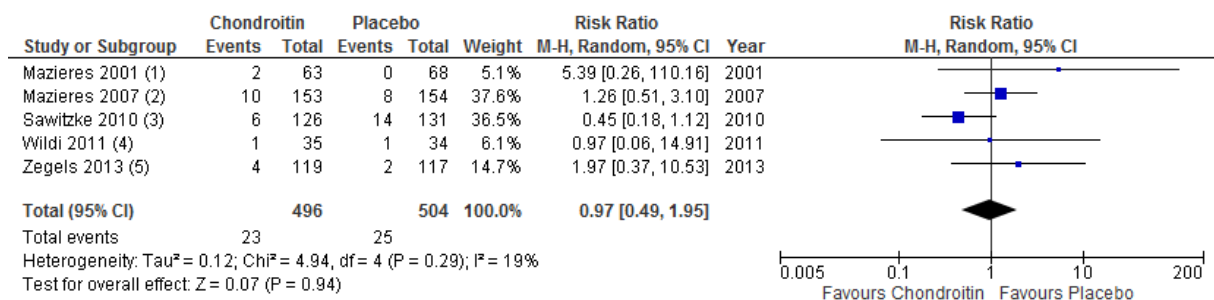 Chondroitin Placebo Risk Ratio Risk Ratio
Study or Subgroup Events Total Events Total Weight M-H, Random, 95% CI Year M-H, Random, 95% CI
Mazieres 2001 (1) 2 63 0 68 5.1% 5.39 [0.26, 110.16] 2001
Mazieres 2007 (2) 10 153 8 154 37.6% 1.26 [0.51, 3.10] 2007
Sawitzke 2010 (3) 6 126 14 131 36.5% 0.45 [0.18, 1.12] 2010
Wildi 2011 (4) 1 35 1 34 6.1% 0.97 [0.06, 14.91] 2011
Zegels 2013 (5) 4 119 2 117 14.7% 1.97 [0.37, 10.53] 2013
Total (95% CI) 496 504 100.0% 0.97 [0.49, 1.95]
Total events 23 25
Heterogeneity: Tau² = 0.12; Chi² = 4.94, df = 4 (P = 0.29); I² = 19%
Test for overall effect: Z = 0.07 (P = 0.94)
0.005 0.1 1 10 200
Favours Chondroitin Favours Placebo